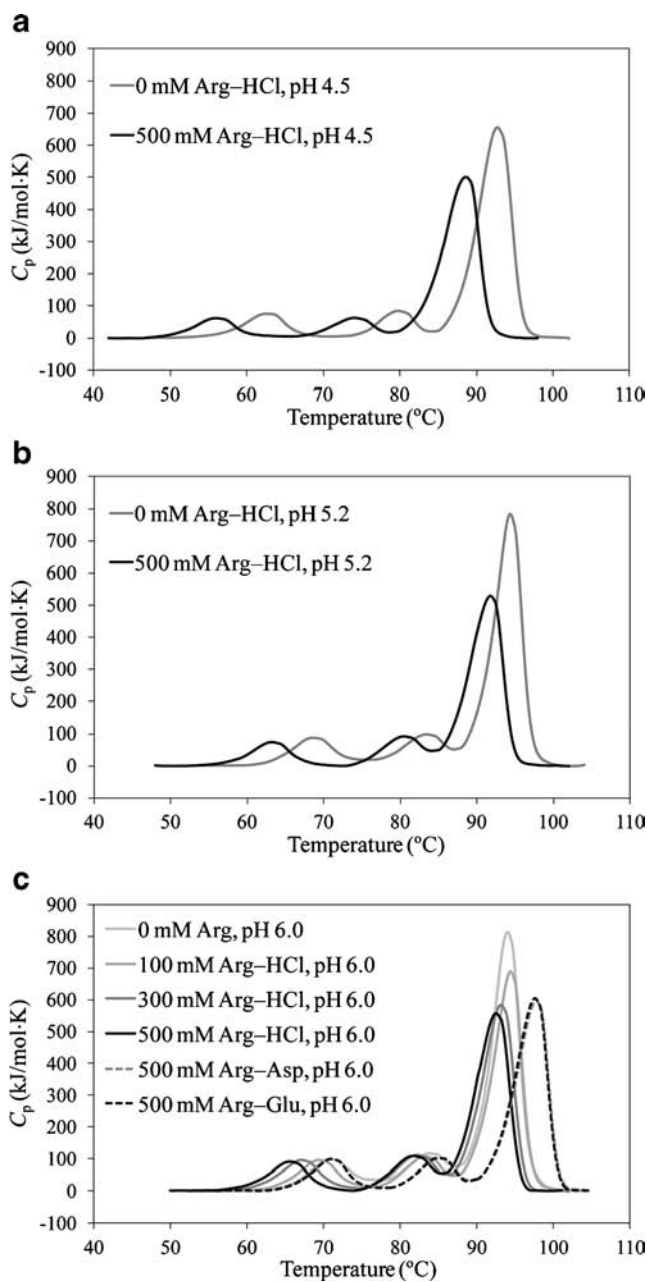 a
900
800
700
600
500
400
300
200
100
0
-100
Cp (kJ/mol·K)
0 mM Arg–HCl, pH 4.5
500 mM Arg–HCl, pH 4.5
40 50 60 70 80 90 100 110
Temperature (ºC)
b
900
800
700
600
500
400
300
200
100
0
-100
Cp (kJ/mol·K)
0 mM Arg–HCl, pH 5.2
500 mM Arg–HCl, pH 5.2
40 50 60 70 80 90 100 110
Temperature (ºC)
c
900
800
700
600
500
400
300
200
100
0
-100
Cp (kJ/mol·K)
0 mM Arg, pH 6.0
100 mM Arg–HCl, pH 6.0
300 mM Arg–HCl, pH 6.0
500 mM Arg–HCl, pH 6.0
500 mM Arg–Asp, pH 6.0
500 mM Arg–Glu, pH 6.0
40 50 60 70 80 90 100 110
Temperature (ºC)